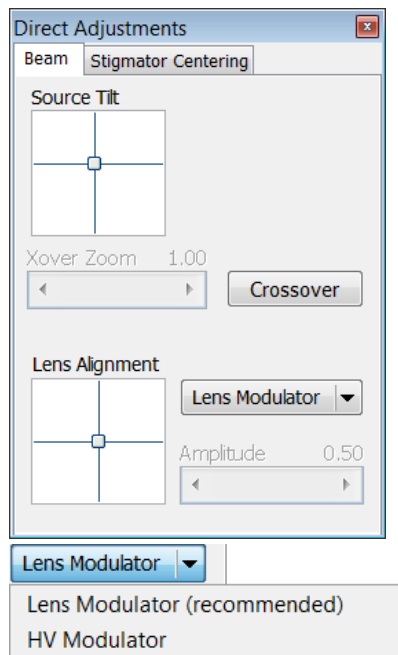 Direct Adjustments
Beam Stigmator Centering
Source Tilt
Xover Zoom 1.00
Crossover
Lens Alignment
Lens Modulator
Amplitude 0.50
Lens Modulator
Lens Modulator (recommended)
HV Modulator